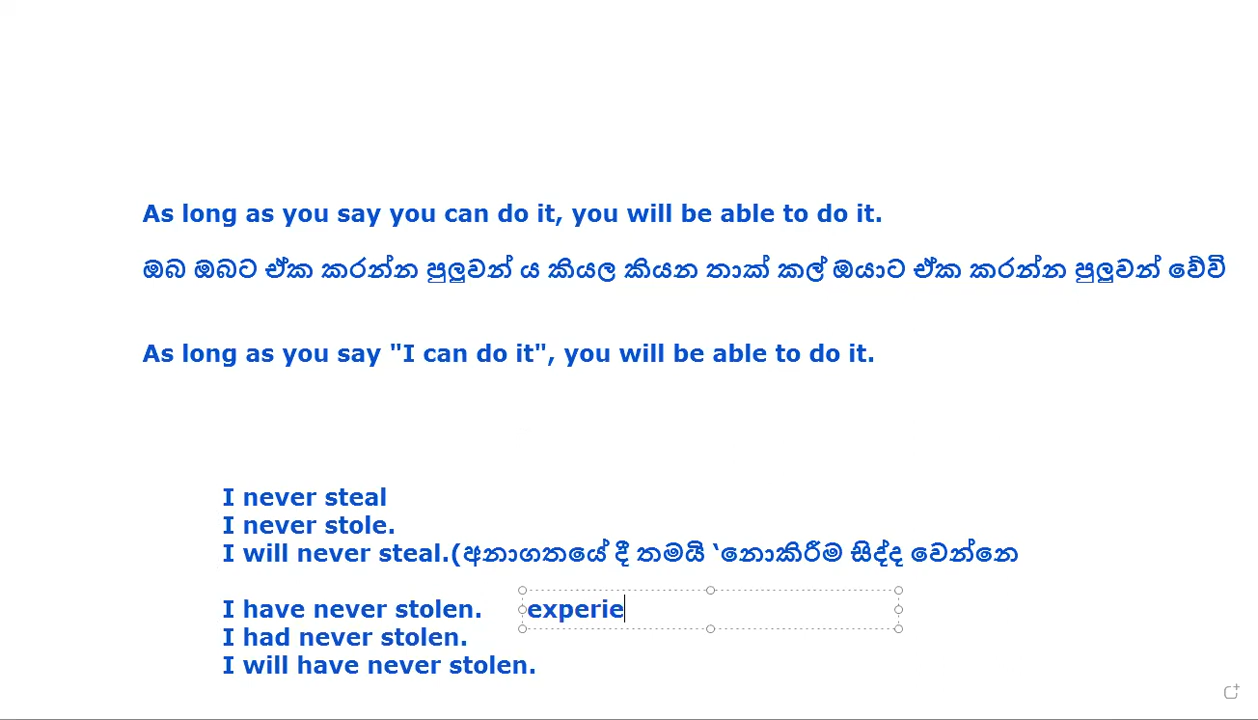 As long as you say you can do it, you will be able to do it.
ඔබ ඔබට ඒක කරන්න පුලුවන් ය කියල කියන තාක් කල් ඔයාට ඒක කරන්න පුලුවන් වේවි
As long as you say "I can do it", you will be able to do it.
I never steal
I never stole.
I will never steal.(අනාගතයේ දී තමයි 'නොකිරීම සිද්ද වෙන්නෙ
I have never stolen. experie
I had never stolen.
I will have never stolen.